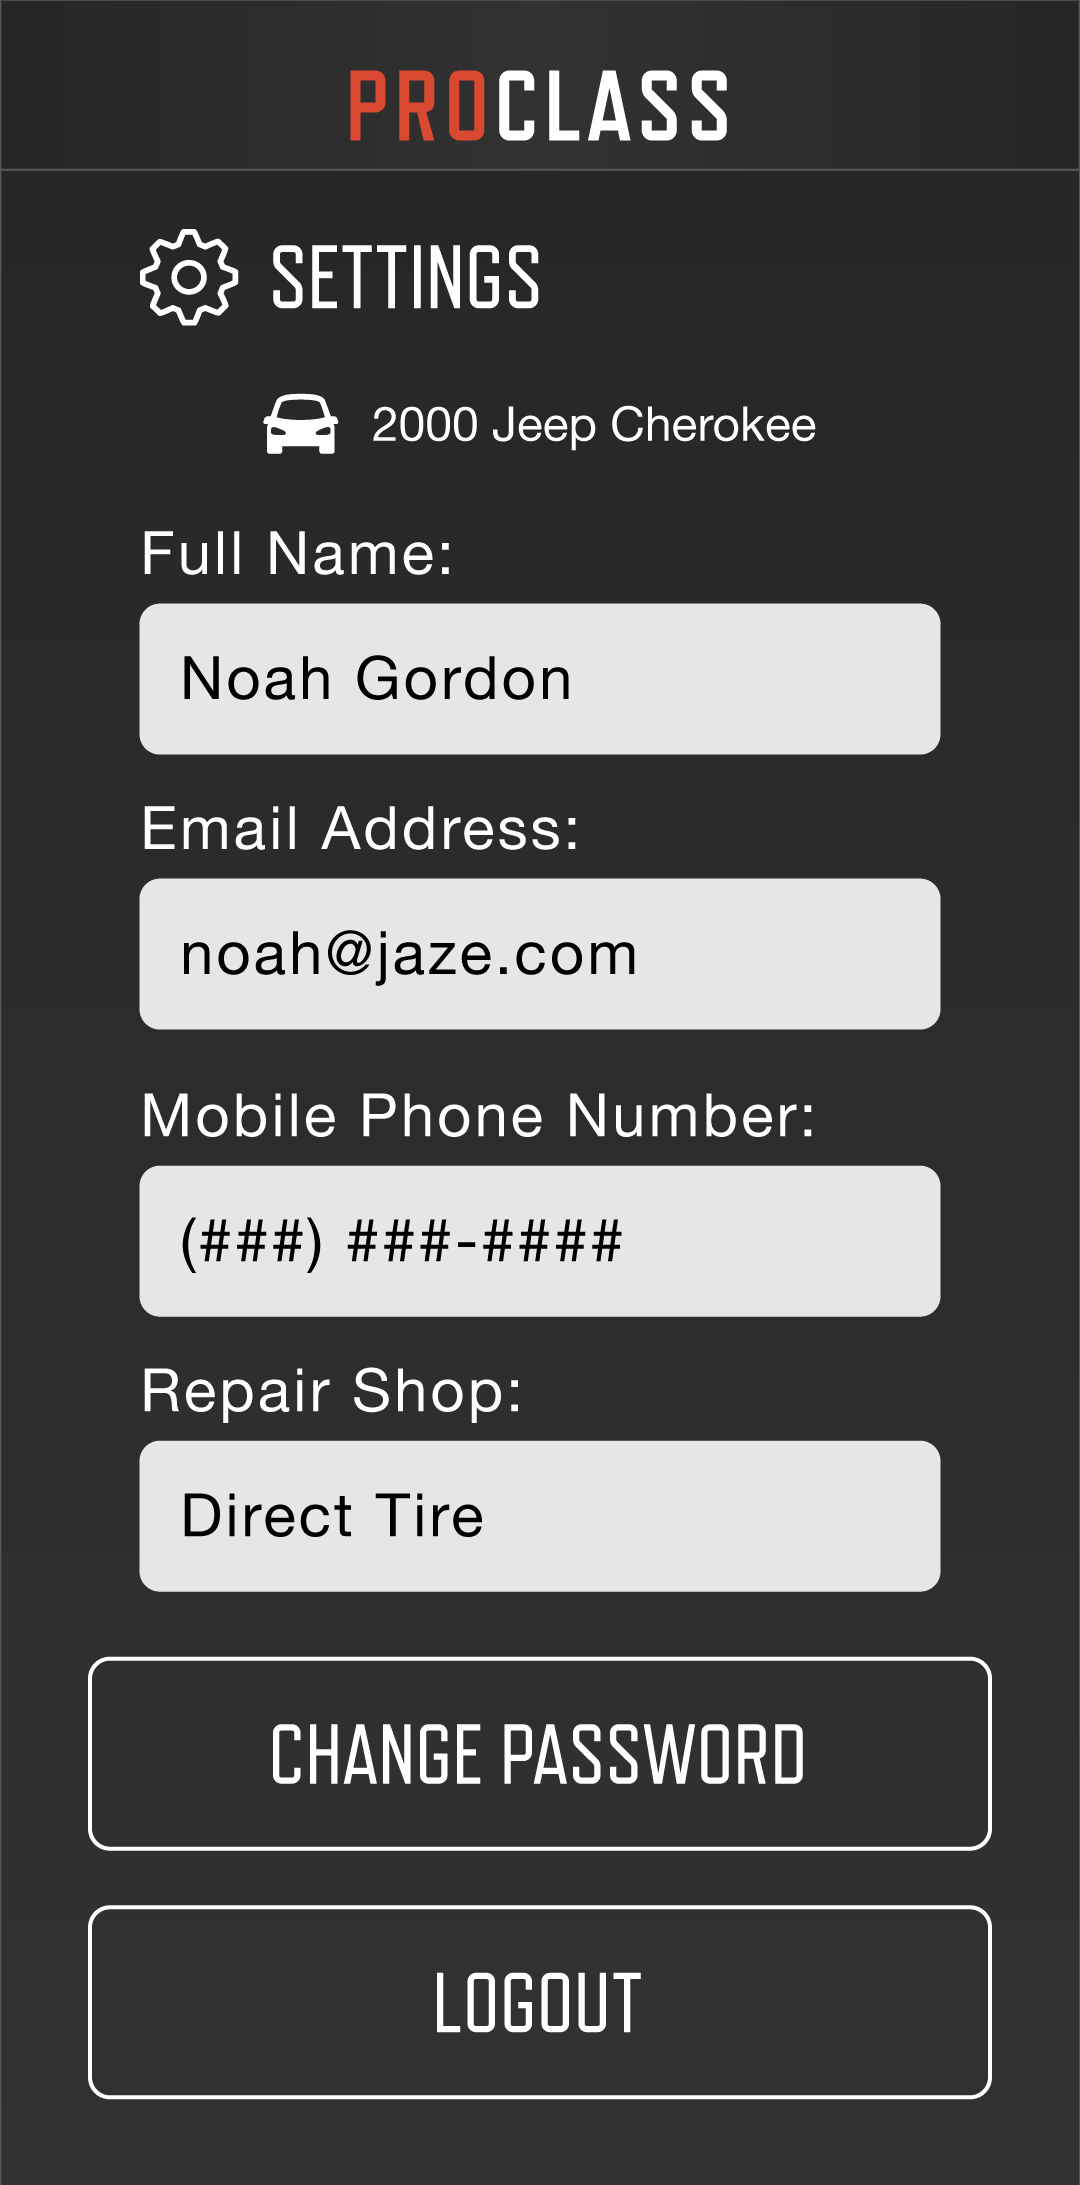 PROCLASS
SETTINGS
2000 Jeep Cherokee
Full Name:
Noah Gordon
Email Address:
noah@jaze.com
Mobile Phone Number:
(###) ###-####
Repair Shop:
Direct Tire
CHANGE PASSWORD
LOGOUT